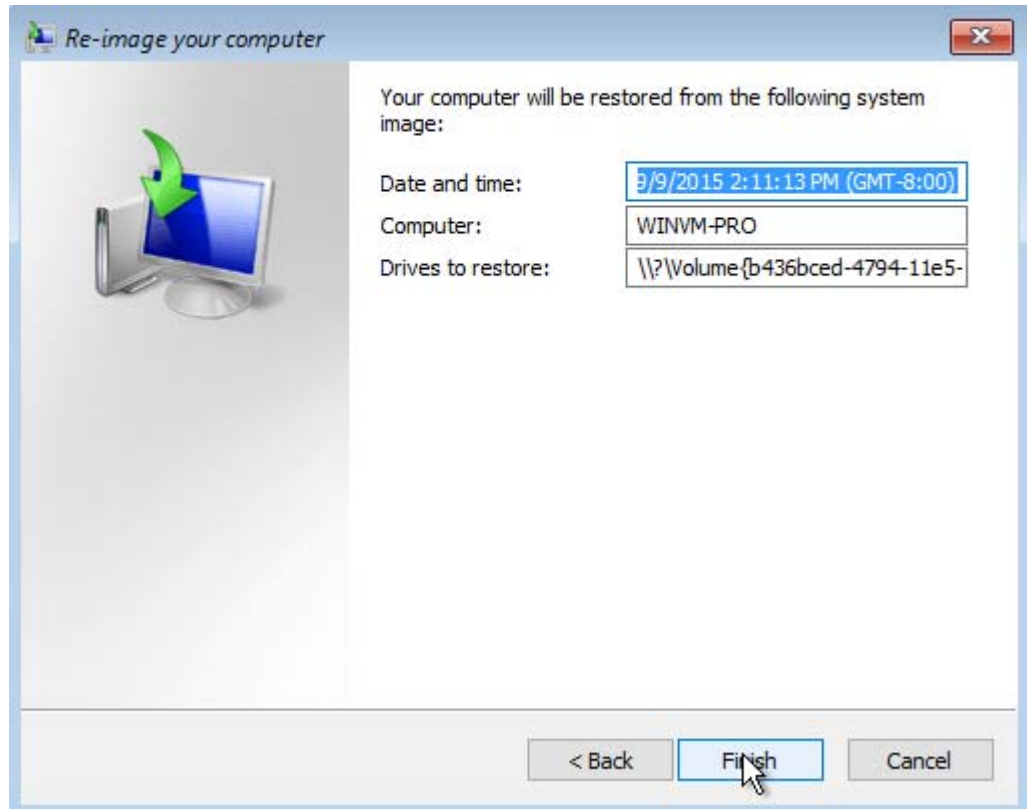 Re-image your computer
Your computer will be restored from the following system
image:
Date and time: 9/9/2015 2:11:13 PM (GMT-8:00)
Computer: WINVM-PRO
Drives to restore: \\?\Volume{b436bced-4794-11e5-
< Back Finish Cancel